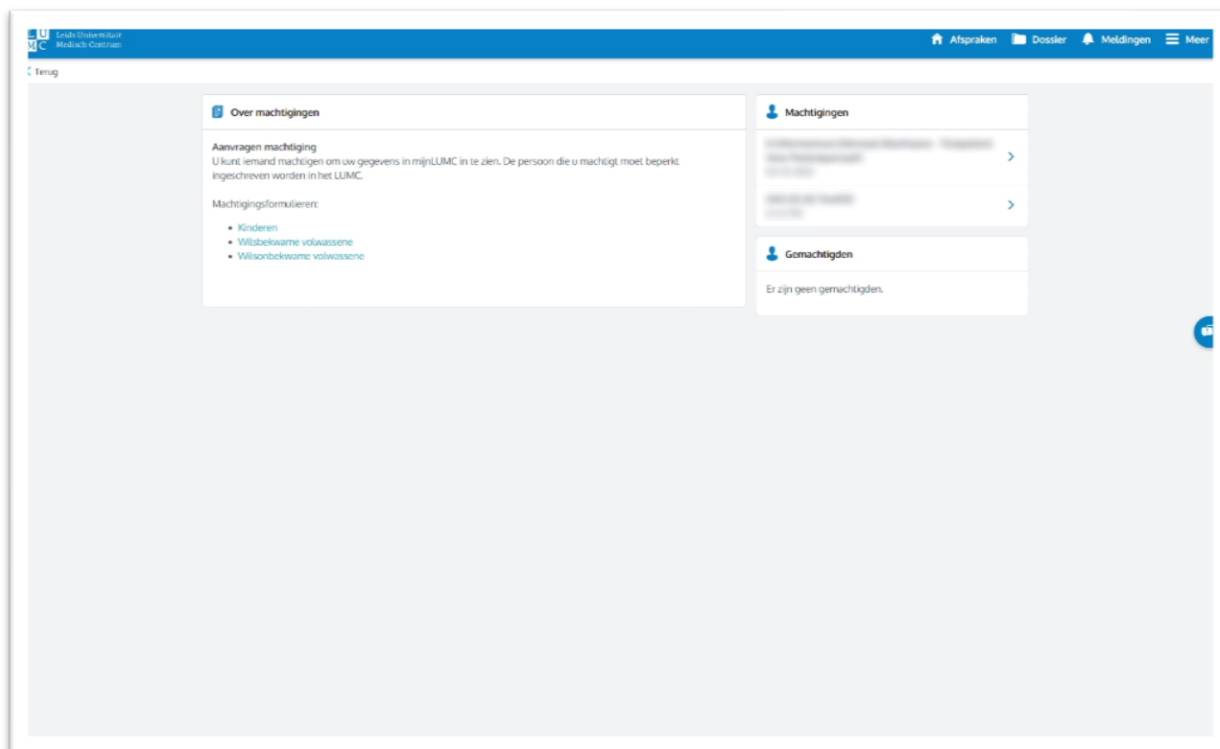 LU Leids Universitair
MC Medisch Centrum
Afspraken Dossier Meldingen Meer
Terug
Over machtigingen
Aanvragen machtiging
U kunt iemand machtigen om uw gegevens in mijnLUMC in te zien. De persoon die u machtigt moet beperkt
ingeschreven worden in het LUMC.
Machtigingsformulieren:
Kinderen
Wilsbekwame volwassene
Wilsonbekwame volwassene
Machtigingen
Gemachtigden
Er zijn geen gemachtigden.